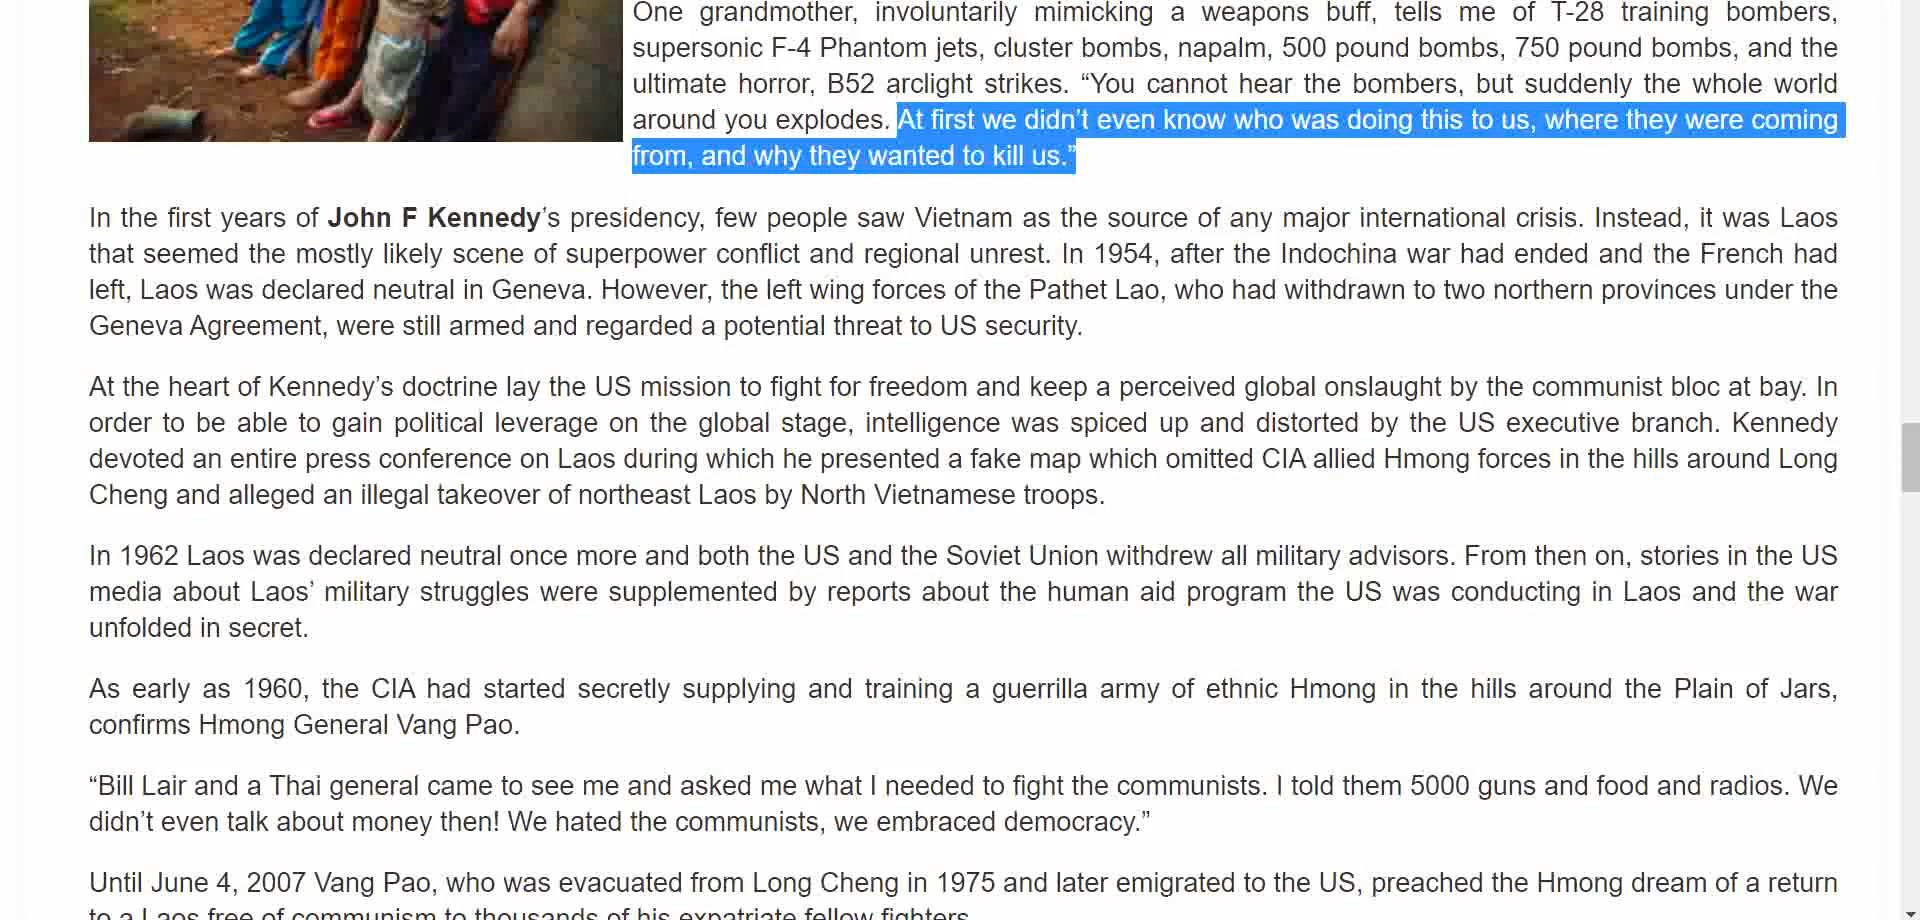 One grandmother, involuntarily mimicking a weapons buff, tells me of T-28 training bombers,
supersonic F-4 Phantom jets, cluster bombs, napalm, 500 pound bombs, 750 pound bombs, and the
ultimate horror, B52 arclight strikes. “You cannot hear the bombers, but suddenly the whole world
around you explodes. At first we didn’t even know who was doing this to us, where they were coming
from, and why they wanted to kill us.”
In the first years of John F Kennedy’s presidency, few people saw Vietnam as the source of any major international crisis. Instead, it was Laos
that seemed the mostly likely scene of superpower conflict and regional unrest. In 1954, after the Indochina war had ended and the French had
left, Laos was declared neutral in Geneva. However, the left wing forces of the Pathet Lao, who had withdrawn to two northern provinces under the
Geneva Agreement, were still armed and regarded a potential threat to US security.
At the heart of Kennedy’s doctrine lay the US mission to fight for freedom and keep a perceived global onslaught by the communist bloc at bay. In
order to be able to gain political leverage on the global stage, intelligence was spiced up and distorted by the US executive branch. Kennedy
devoted an entire press conference on Laos during which he presented a fake map which omitted CIA allied Hmong forces in the hills around Long
Cheng and alleged an illegal takeover of northeast Laos by North Vietnamese troops.
In 1962 Laos was declared neutral once more and both the US and the Soviet Union withdrew all military advisors. From then on, stories in the US
media about Laos’ military struggles were supplemented by reports about the human aid program the US was conducting in Laos and the war
unfolded in secret.
As early as 1960, the CIA had started secretly supplying and training a guerrilla army of ethnic Hmong in the hills around the Plain of Jars,
confirms Hmong General Vang Pao.
“Bill Lair and a Thai general came to see me and asked me what I needed to fight the communists. I told them 5000 guns and food and radios. We
didn’t even talk about money then! We hated the communists, we embraced democracy.”
Until June 4, 2007 Vang Pao, who was evacuated from Long Cheng in 1975 and later emigrated to the US, preached the Hmong dream of a return
to a Laos free of communism to thousands of his expatriate fellow fighters.